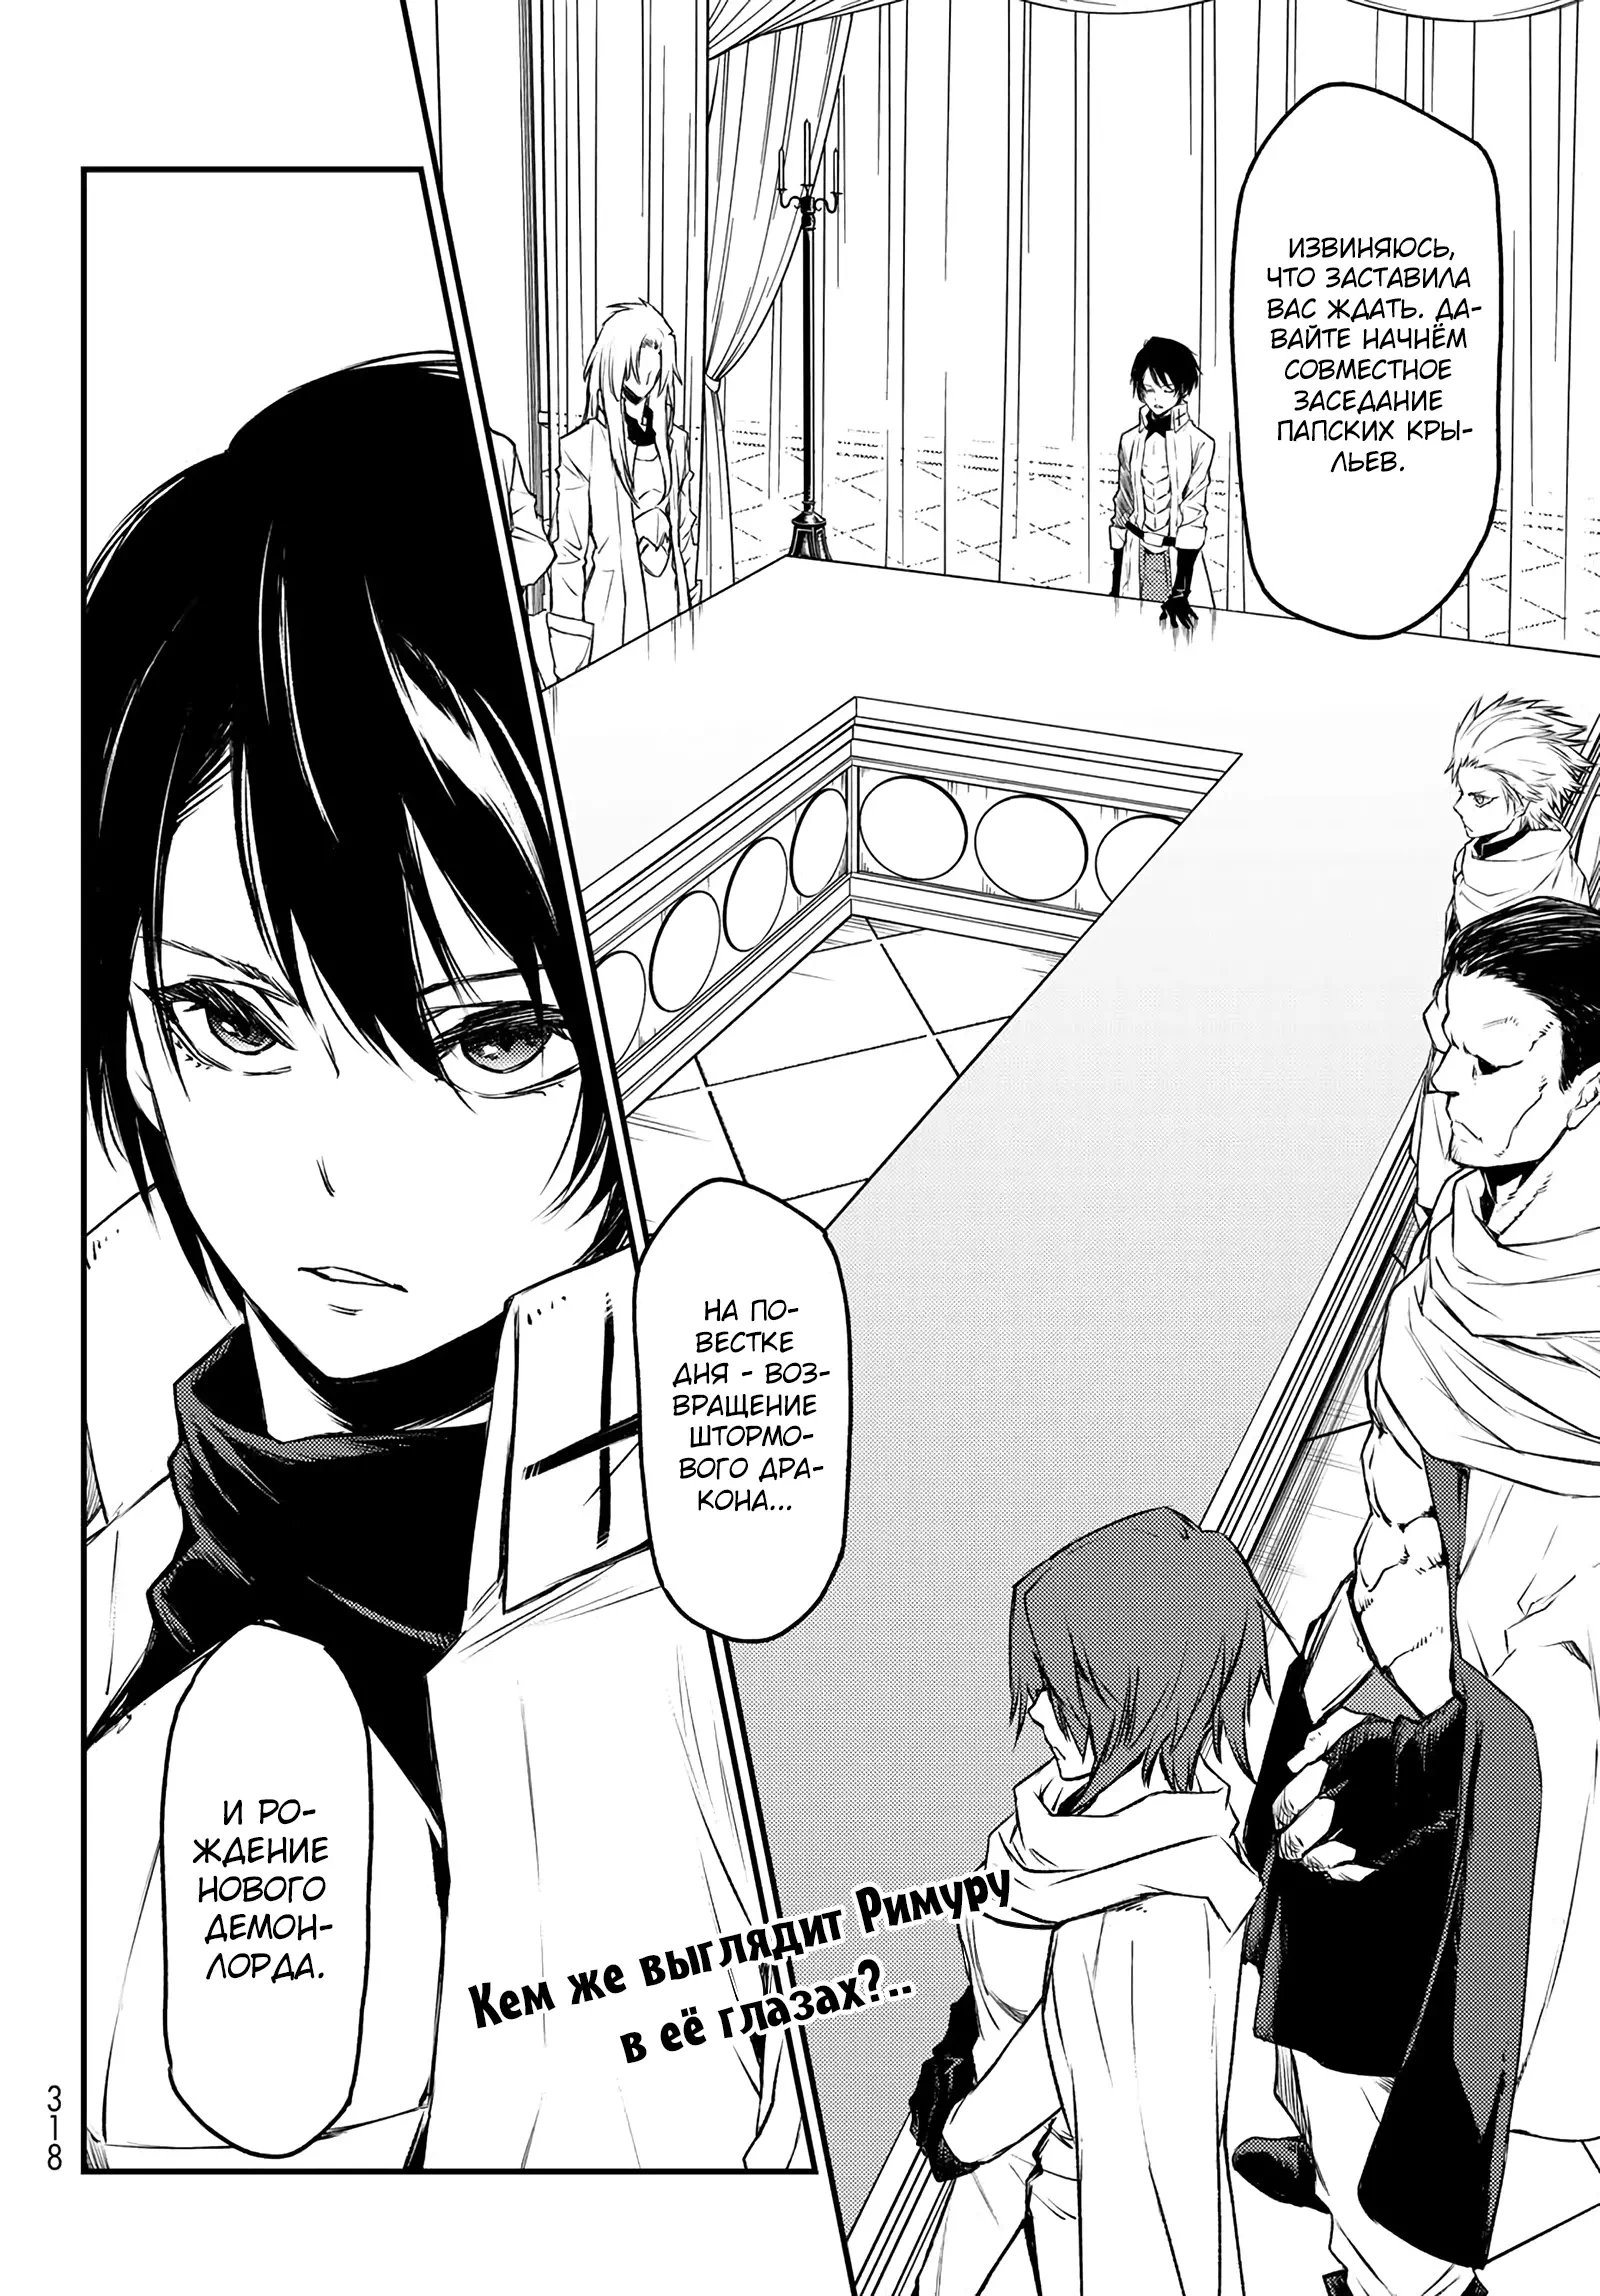 ИЗВИНЯЮСЬ,
ЧТО ЗАСТАВИЛА
ВАС ЖДАТЬ. ДА-
ВАЙТЕ НАЧНЁМ
СОВМЕСТНОЕ
ЗАСЕДАНИЕ
ПАПСКИХ КРЫ-
ЛЬЕВ.
НА ПО-
ВЕСТКЕ
ДНЯ - ВОЗ-
ВРАЩЕНИЕ
ШТОРМО-
ВОГО ДРА-
КОНА...
И РО-
ЖДЕНИЕ
НОВОГО
ДЕМОН-
ЛОРДА.
Кем же выглядит Римуру
в её глазах?..
318